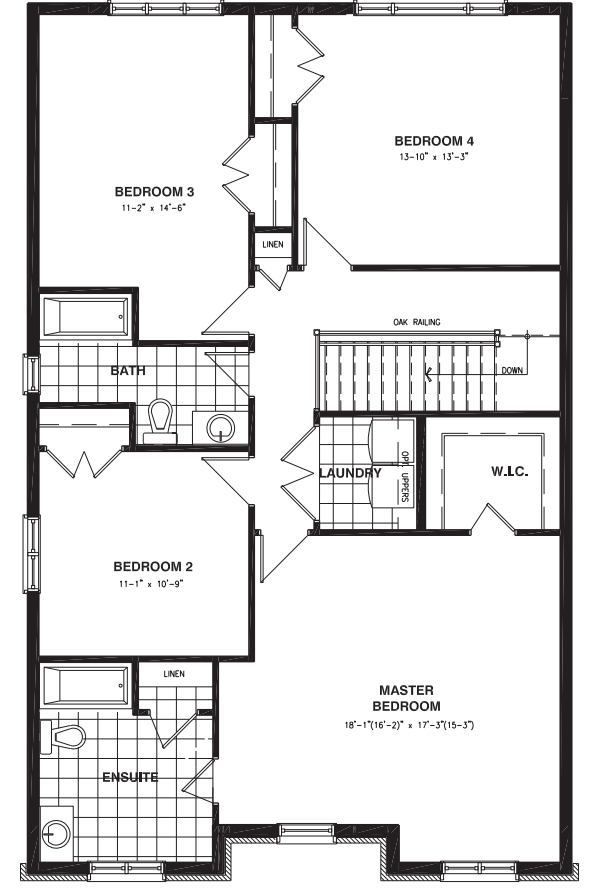 BEDROOM 4
13-10" x 13'-3"
BEDROOM 3
11-2" x 14'-6"
LINEN
OAK RAILING
BATH
DOWN
LAUNDRY
OPT. UPPERS
W.I.C.
BEDROOM 2
11-1" x 10'-9"
LINEN
MASTER
BEDROOM
18'-1"(16'-2)" x 17'-3"(15-3")
ENSUITE